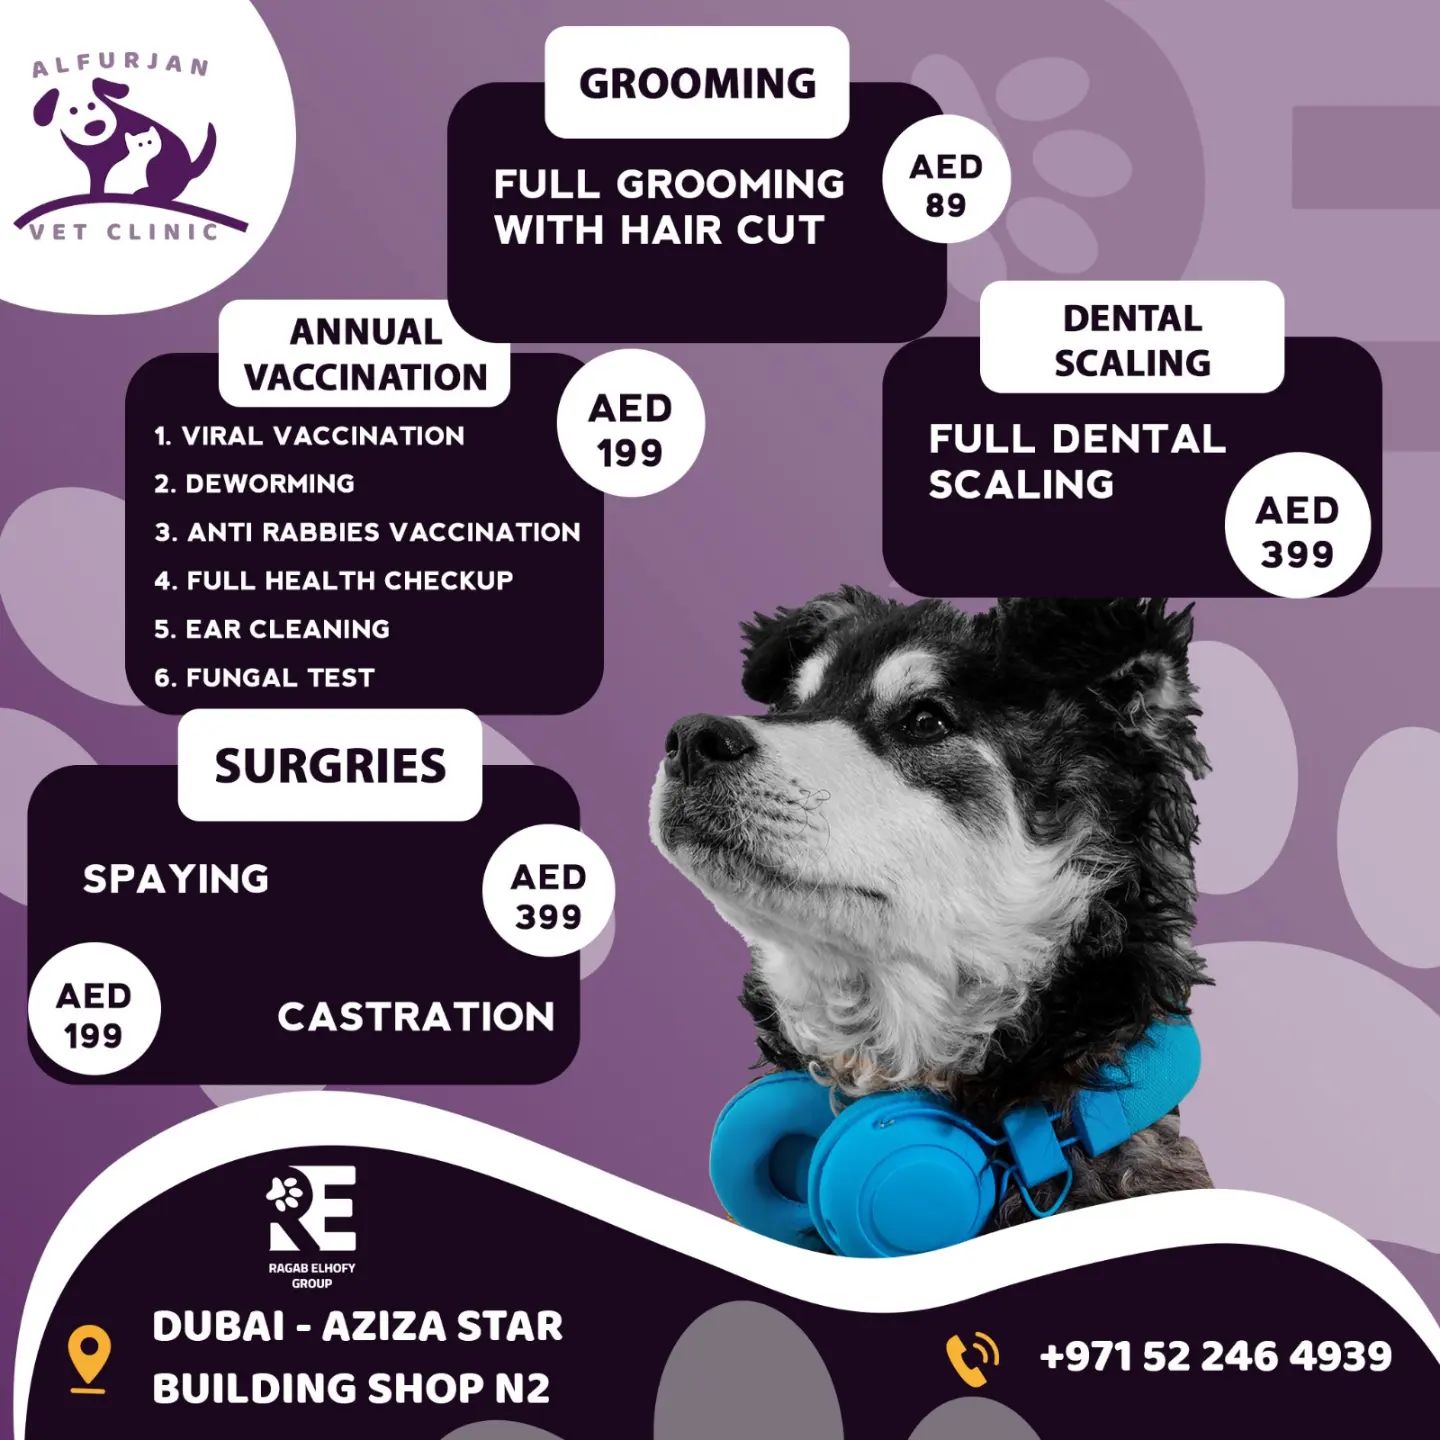 ALFURJAN
VET CLINIC
GROOMING
FULL GROOMING
WITH HAIR CUT
AED
89
ANNUAL
VACCINATION
AED
199
1. VIRAL VACCINATION
2. DEWORMING
3. ANTI RABBIES VACCINATION
4. FULL HEALTH CHECKUP
5. EAR CLEANING
6. FUNGAL TEST
DENTAL
SCALING
FULL DENTAL
SCALING
AED
399
SURGRIES
SPAYING
AED
399
CASTRATION
AED
199
RE
RAGAB ELHOFY
GROUP
DUBAI - AZIZA STAR
BUILDING SHOP N2
+971 52 246 4939